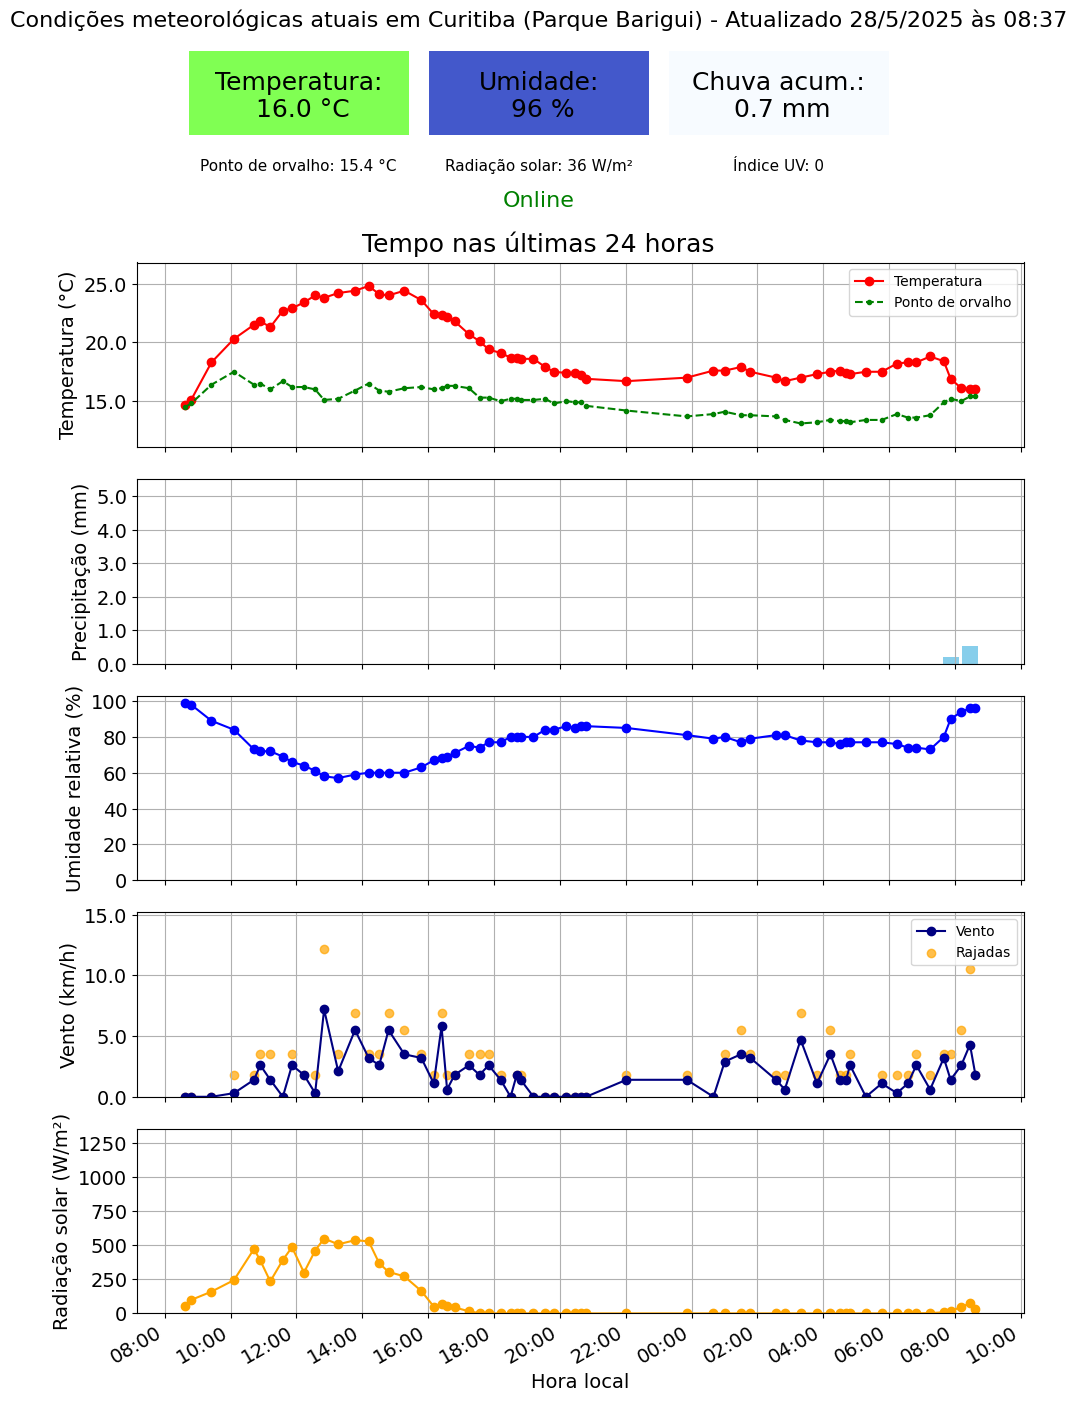 Condições meteorológicas atuais em Curitiba (Parque Barigui) - Atualizado 28/5/2025 às 08:37
Temperatura:
16.0 °C
Umidade:
96 %
Chuva acum.:
0.7 mm
Ponto de orvalho: 15.4 °C
Radiação solar: 36 W/m²
Índice UV: 0
Online
Tempo nas últimas 24 horas
Temperatura (°C)
25.0
20.0
15.0
Temperatura
Ponto de orvalho
Precipitação (mm)
5.0
4.0
3.0
2.0
1.0
0.0
Umidade relativa (%)
100
80
60
40
20
0
Vento (km/h)
15.0
10.0
5.0
0.0
Vento
Rajadas
Radiação solar (W/m²)
1250
1000
750
500
250
0
08:00
10:00
12:00
14:00
16:00
18:00
20:00
22:00
00:00
02:00
04:00
06:00
08:00
10:00
Hora local